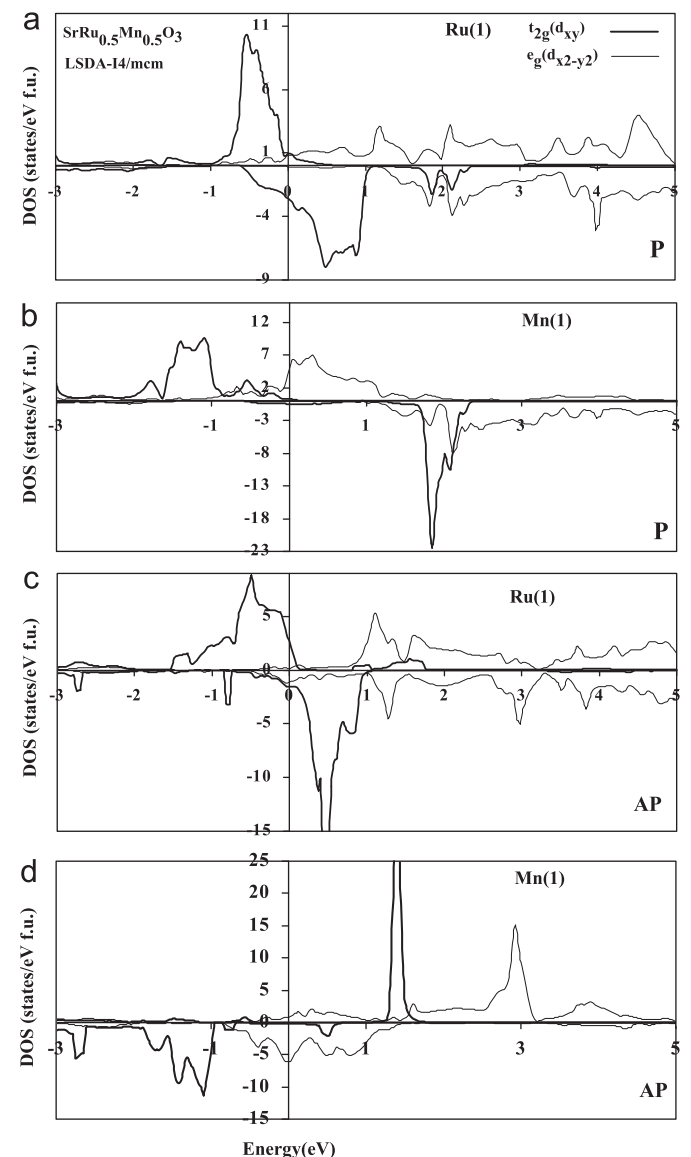 a
SrRu0.5Mn0.5O3
LSDA-I4/mcm
Ru(1)
t2g(dxy)
eg(dx2-y2)
DOS (states/eV f.u.)
11
6
1
-4
-9
-3 -2 -1 0 1 2 3 4 5
P
b
Mn(1)
DOS (states/eV f.u.)
12
7
2
-3
-8
-13
-18
-23
-3 -1 1 3 5
P
c
Ru(1)
DOS (states/eV f.u.)
5
0
-5
-10
-15
-3 -2 -1 0 1 2 3 4 5
AP
d
Mn(1)
DOS (states/eV f.u.)
25
20
15
10
5
0
-5
-10
-15
-3 -1 1 3 5
AP
Energy(eV)